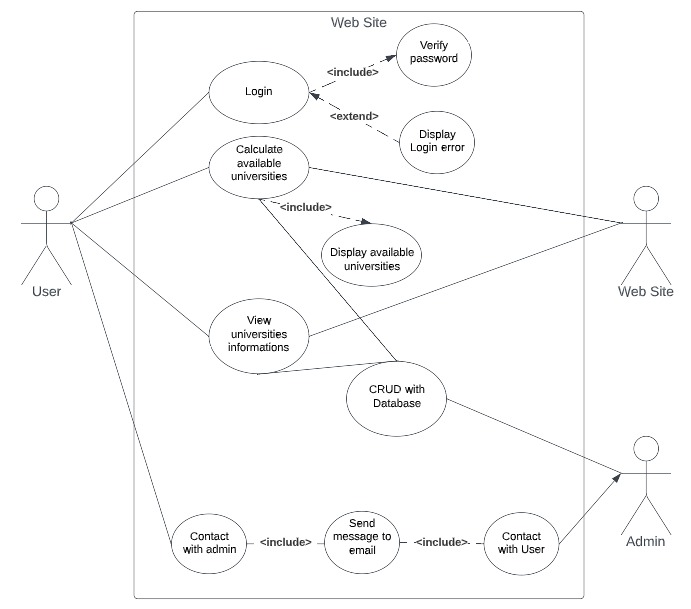 Web Site
Verify
password
<include>
Login
<extend>
Display
Login error
Calculate
available
universities
<include>
Display available
universities
User
Web Site
View
universities
informations
CRUD with
Database
Contact
with admin
<include>
Send
message to
email
<include>
Contact
with User
Admin